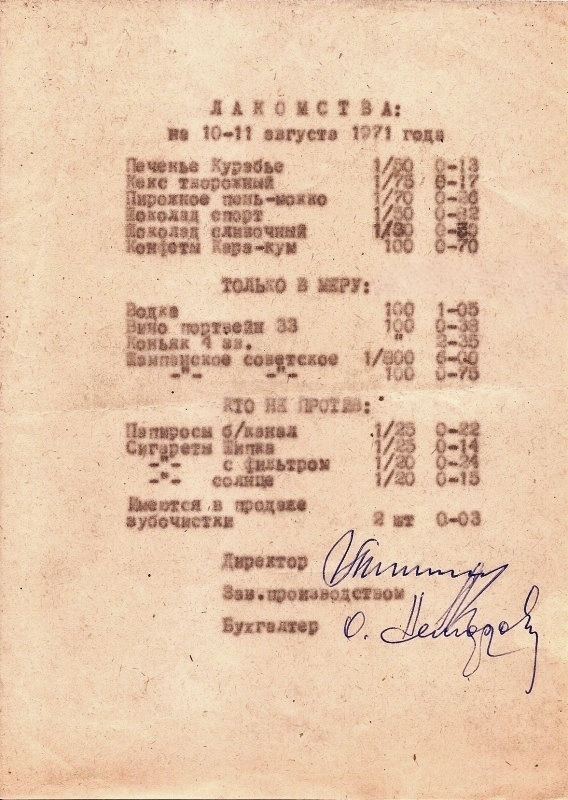 ЛАКОМСТВА:
на 10-11 августа 1971 года
Печенье Курабье 1/50 0-13
Кекс творожный 1/75 0-17
Пирожное пень-можно 1/70 0-26
Шоколад спорт 1/50
Шоколад сливочный
Конфеты Кара-кум 100 0-70
ТОЛЬКО В МЕРУ:
Водка 100 1-05
Вино портвейн 33 100 0-38
Коньяк 4 зв. " 2-35
Шампанское советское 1/800 6-00
-"- -"- 100 0-75
КТО НЕ ПРОТИВ:
Папиросы б/канал 1/25 0-22
Сигареты Шипка 1/25 0-14
-"- с фильтром 1/20 0-24
-"- солнце 1/20 0-15
Имеются в продаже
зубочистки 2 шт 0-03
Директор
Зав.производством
Бухгалтер